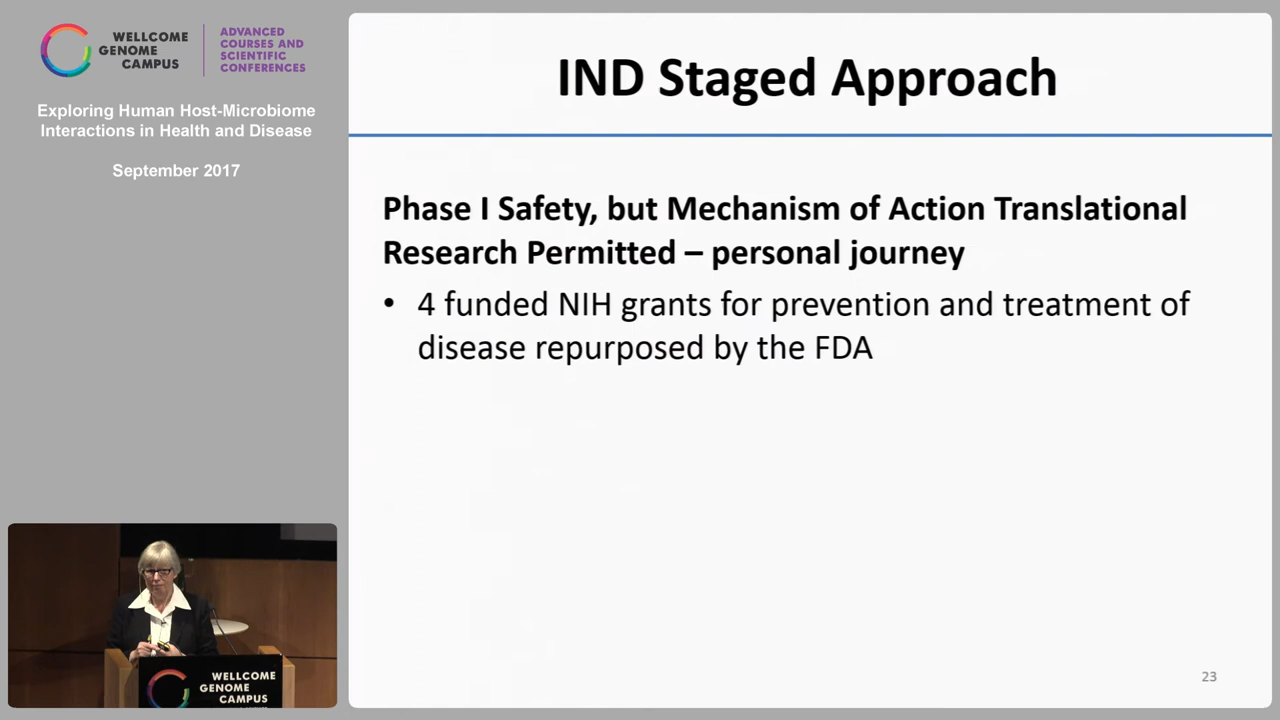 WELLCOME
GENOME
CAMPUS
ADVANCED
COURSES AND
SCIENTIFIC
CONFERENCES
Exploring Human Host-Microbiome
Interactions in Health and Disease
September 2017
IND Staged Approach
Phase I Safety, but Mechanism of Action Translational
Research Permitted – personal journey
• 4 funded NIH grants for prevention and treatment of
disease repurposed by the FDA
23
WELLCOME
GENOME
CAMPUS